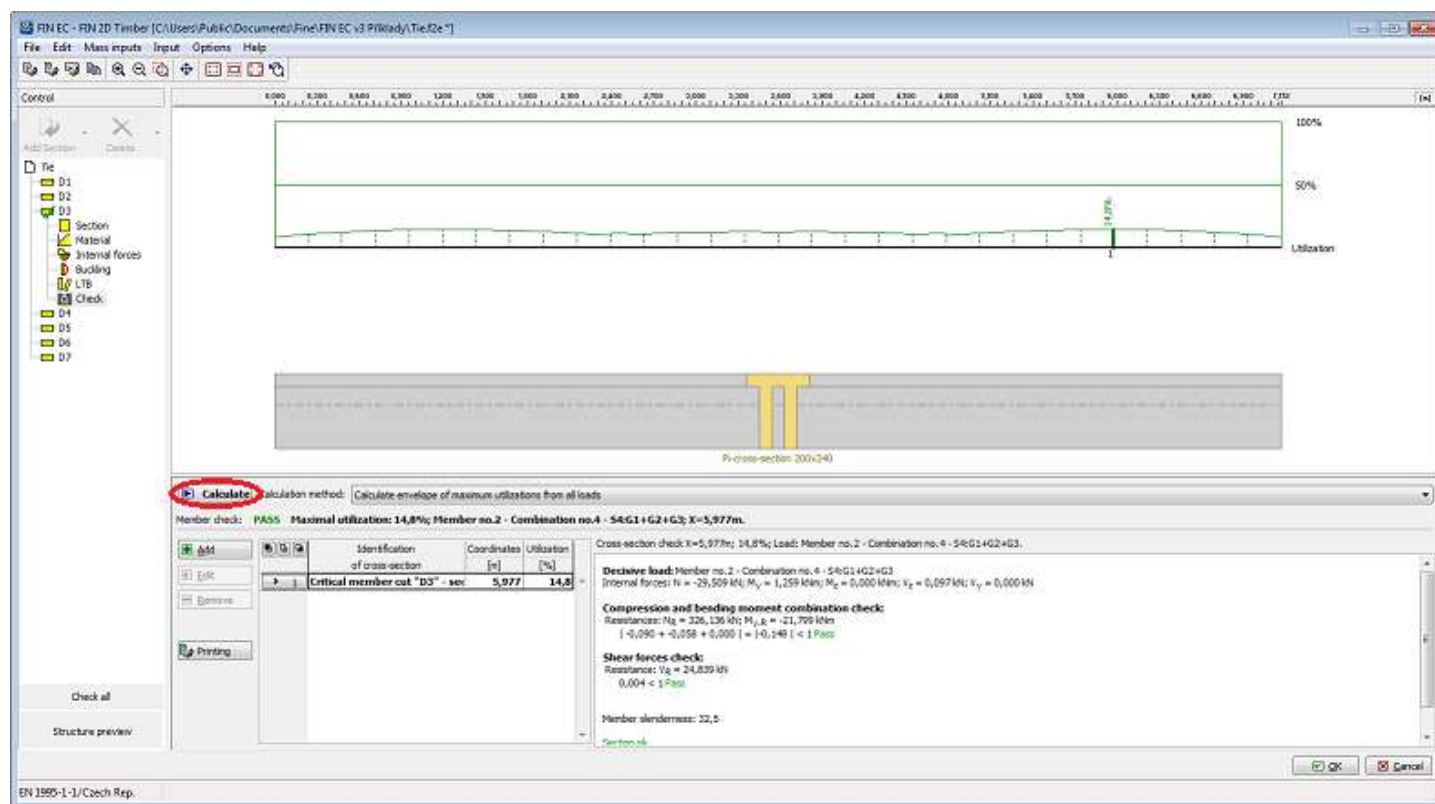 FIN EC - FIN 2D Timber [C:\Users\Public\Documents\Fine\FIN EC v3 Příklady\Tie.f2e *]
File Edit Mass inputs Input Options Help
Control
Add Section Delete
Tie
D1
D2
D3
Section
Material
Internal forces
Buckling
LTB
Check
D4
D5
D6
D7
Check all
Structure preview
[m]
100%
50%
14,8%
Utilization
1
Pi-cross-section 200x240
Calculate Calculation method: Calculate envelope of maximum utilizations from all loads
Member check: PASS Maximal utilization: 14,8%; Member no.2 - Combination no.4 - S4:G1+G2+G3; X=5,977m.
Add
Edit
Remove
Printing
Identification of cross-section Coordinates [m] Utilization [%]
1 Critical member cut "D3" - sec 5,977 14,8
Cross-section check X=5,977m; 14,8%; Load: Member no.2 - Combination no.4 - S4:G1+G2+G3.
Decisive load: Member no.2 - Combination no.4 - S4:G1+G2+G3
Internal forces: N = -29,509 kN; My = 1,259 kNm; Mz = 0,000 kNm; Vz = 0,097 kN; Vy = 0,000 kN
Compression and bending moment combination check:
Resistances: NR = 326,136 kN; My,R = -21,799 kNm
| -0,090 + -0,058 + 0,000 | = |-0,148 | < 1 Pass
Shear forces check:
Resistance: VR = 24,839 kN
0,004 < 1 Pass
Member slenderness: 32,5
Section ok
OK Cancel
EN 1995-1-1/Czech Rep.